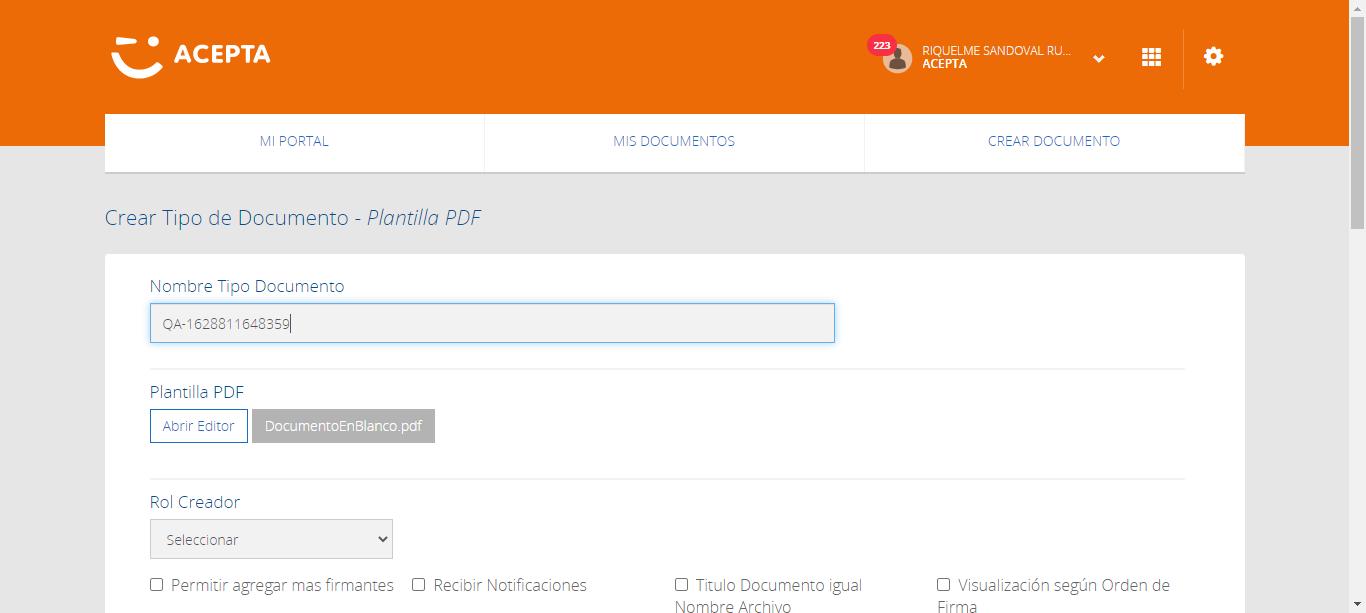 ACEPTA
223
RIQUELME SANDOVAL RU...
ACEPTA
MI PORTAL
MIS DOCUMENTOS
CREAR DOCUMENTO
Crear Tipo de Documento - Plantilla PDF
Nombre Tipo Documento
QA-1628811648359
Plantilla PDF
Abrir Editor
DocumentoEnBlanco.pdf
Rol Creador
Seleccionar
Permitir agregar mas firmantes
Recibir Notificaciones
Titulo Documento igual
Nombre Archivo
Visualización según Orden de
Firma